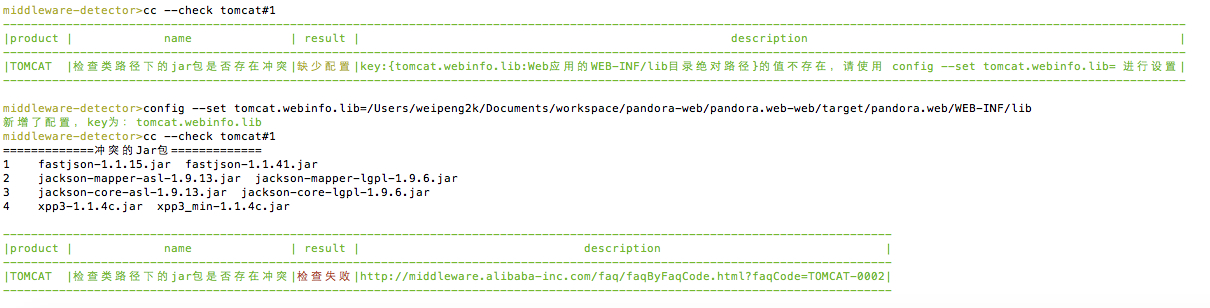 middleware-detector>cc --check tomcat#1
|product | name | result | description |
|TOMCAT |检查类路径下的jar包是否存在冲突|缺少配置|key:{tomcat.webinfo.lib:Web应用的WEB-INF/lib目录绝对路径}的值不存在，请使用 config --set tomcat.webinfo.lib= 进行设置|
middleware-detector>config --set tomcat.webinfo.lib=/Users/weipeng2k/Documents/workspace/pandora-web/pandora.web-web/target/pandora.web/WEB-INF/lib
新增了配置，key为：tomcat.webinfo.lib
middleware-detector>cc --check tomcat#1
=============冲突的Jar包=============
1 fastjson-1.1.15.jar fastjson-1.1.41.jar
2 jackson-mapper-asl-1.9.13.jar jackson-mapper-lgpl-1.9.6.jar
3 jackson-core-asl-1.9.13.jar jackson-core-lgpl-1.9.6.jar
4 xpp3-1.1.4c.jar xpp3_min-1.1.4c.jar
|product | name | result | description |
|TOMCAT |检查类路径下的jar包是否存在冲突|检查失败|http://middleware.alibaba-inc.com/faq/faqByFaqCode.html?faqCode=TOMCAT-0002|